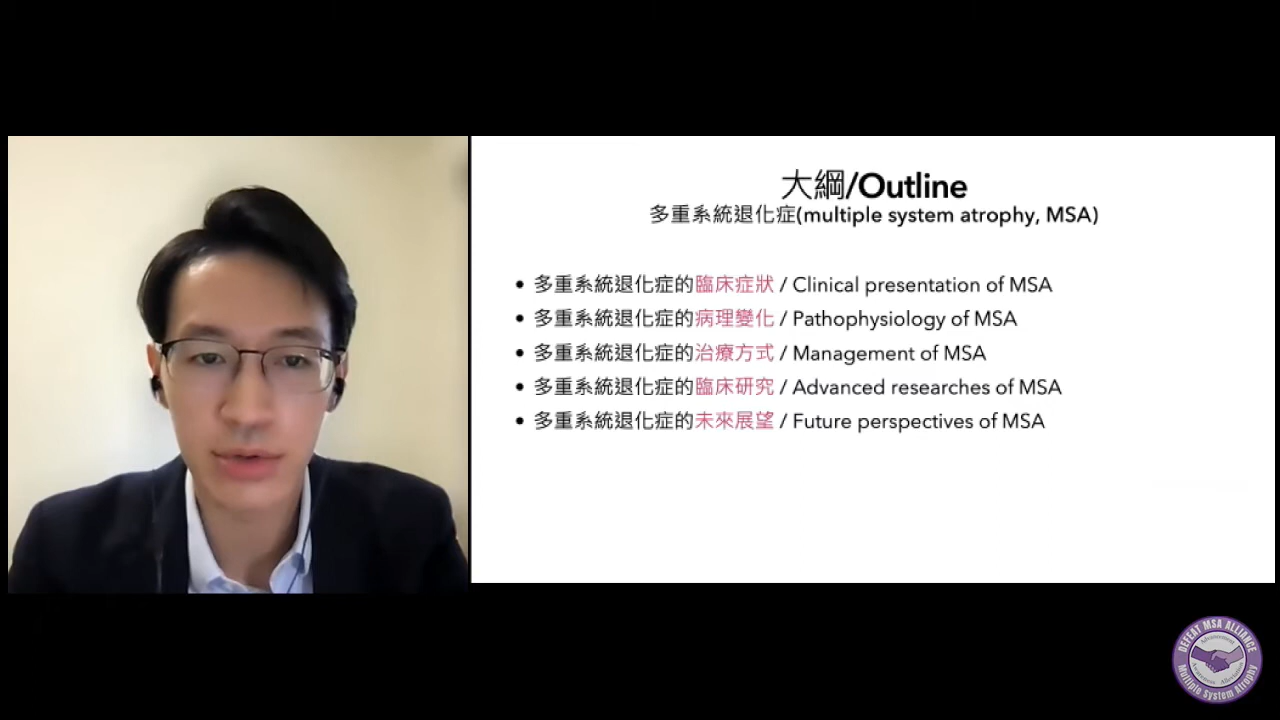 大綱/Outline
多重系統退化症(multiple system atrophy, MSA)
• 多重系統退化症的臨床症狀 / Clinical presentation of MSA
• 多重系統退化症的病理變化 / Pathophysiology of MSA
• 多重系統退化症的治療方式 / Management of MSA
• 多重系統退化症的臨床研究 / Advanced researches of MSA
• 多重系統退化症的未來展望 / Future perspectives of MSA
DEFEAT MSA ALLIANCE
Multiple System Atrophy